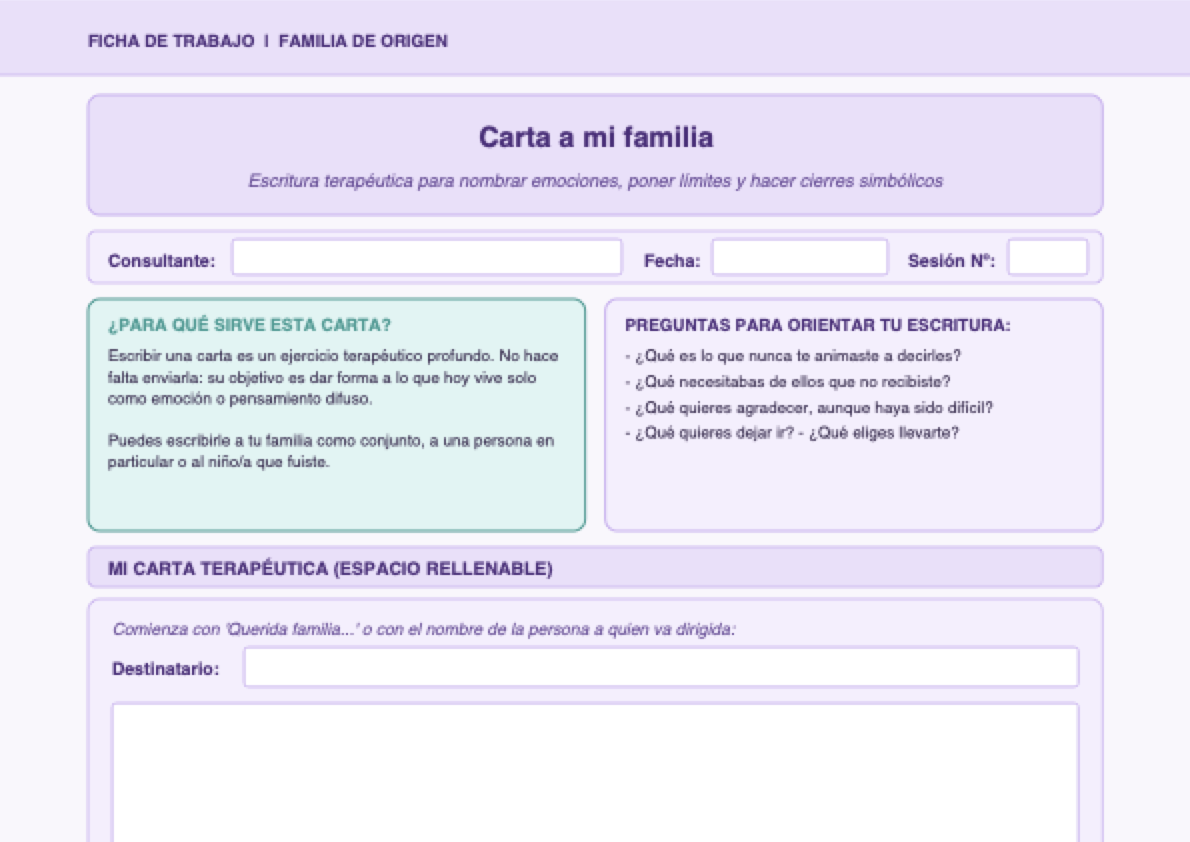 FICHA DE TRABAJO | FAMILIA DE ORIGEN
Carta a mi familia
Escritura terapéutica para nombrar emociones, poner límites y hacer cierres simbólicos
Consultante: Fecha: Sesión Nº:
¿PARA QUÉ SIRVE ESTA CARTA?
Escribir una carta es un ejercicio terapéutico profundo. No hace
falta enviarla: su objetivo es dar forma a lo que hoy vive solo
como emoción o pensamiento difuso.
Puedes escribirle a tu familia como conjunto, a una persona en
particular o al niño/a que fuiste.
PREGUNTAS PARA ORIENTAR TU ESCRITURA:
- ¿Qué es lo que nunca te animaste a decirles?
- ¿Qué necesitabas de ellos que no recibiste?
- ¿Qué quieres agradecer, aunque haya sido difícil?
- ¿Qué quieres dejar ir? - ¿Qué eliges llevarte?
MI CARTA TERAPÉUTICA (ESPACIO RELLENABLE)
Comienza con 'Querida familia...' o con el nombre de la persona a quien va dirigida:
Destinatario: